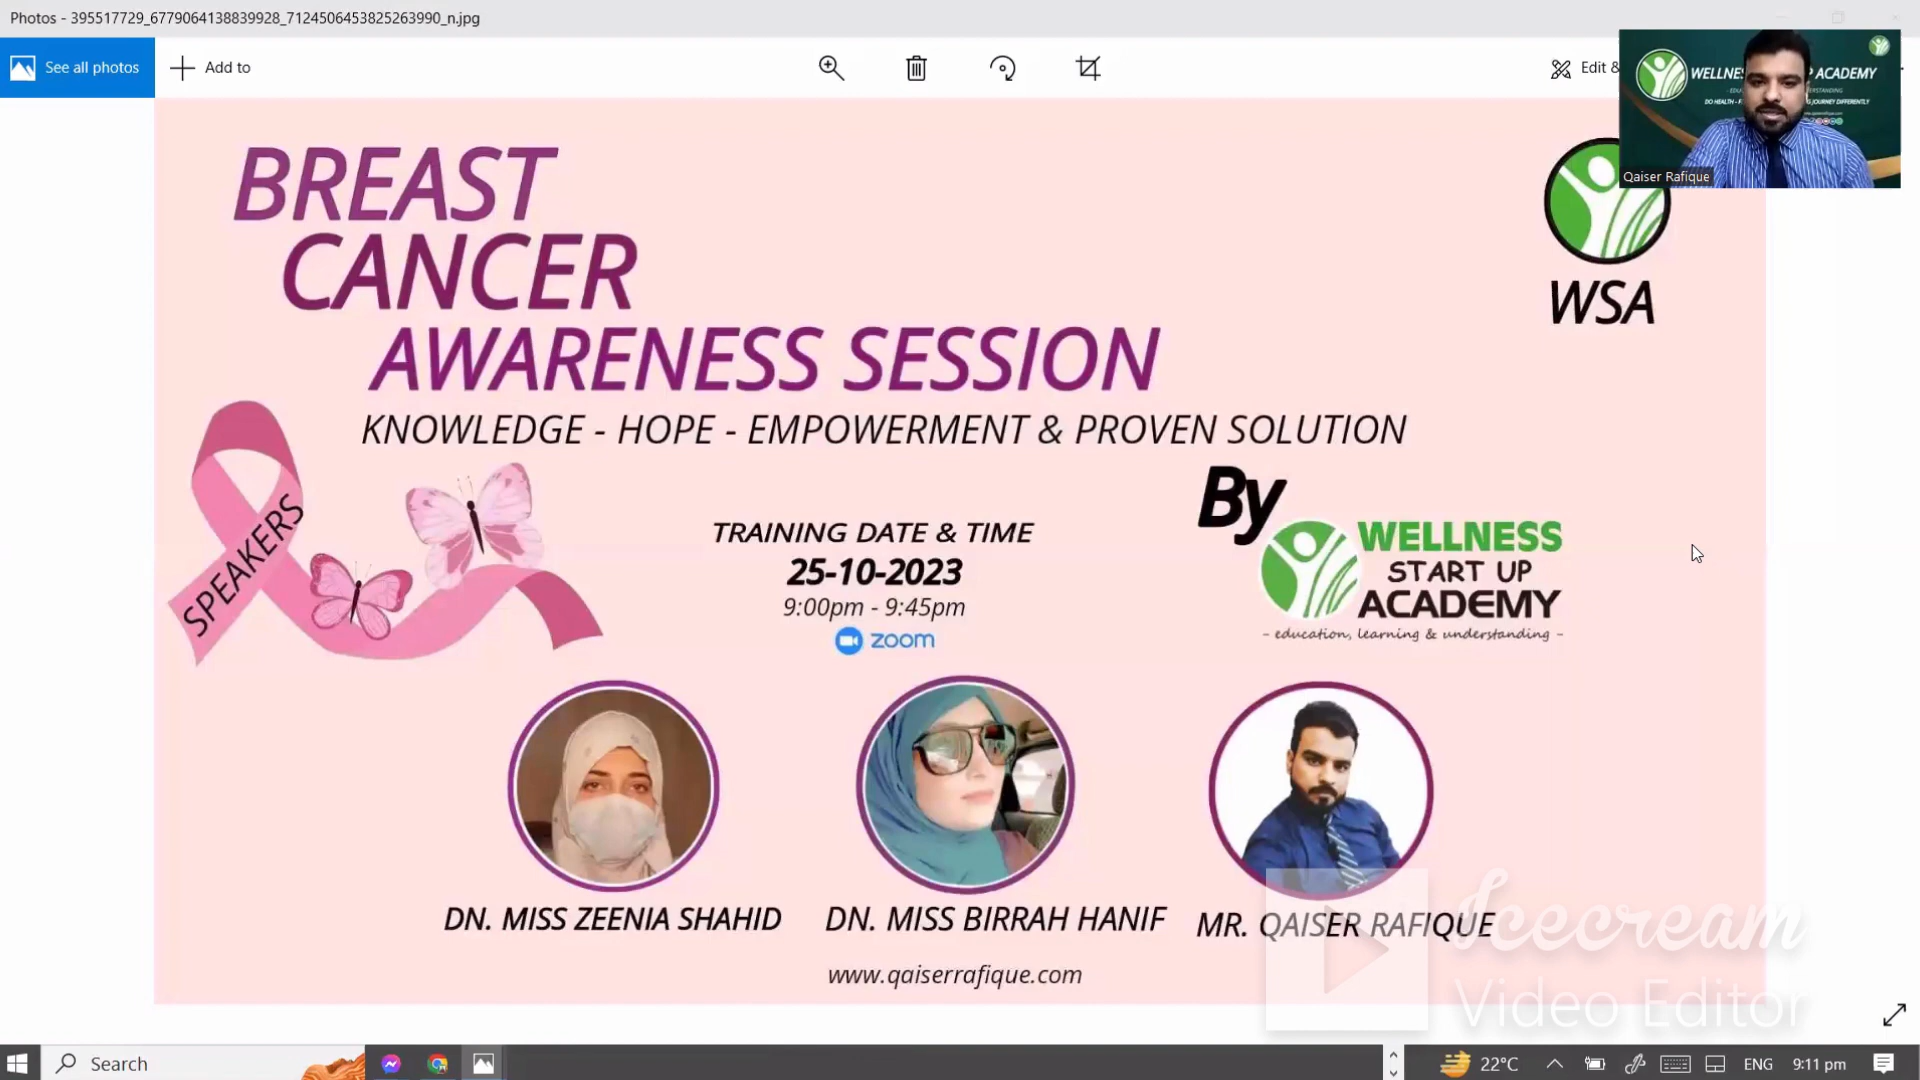 Photos - 395517729_6779064138839928_7124506453825263990_n.jpg
See all photos
Add to
Edit &
ACADEMY
Qaiser Rafique
BREAST
CANCER
AWARENESS SESSION
WSA
KNOWLEDGE - HOPE - EMPOWERMENT & PROVEN SOLUTION
SPEAKERS
TRAINING DATE & TIME
25-10-2023
9:00pm - 9:45pm
zoom
By
WELLNESS
START UP
ACADEMY
- education, learning & understanding -
DN. MISS ZEENIA SHAHID
DN. MISS BIRRAH HANIF
MR. QAISER RAFIQUE
www.qaiserrafique.com
Icecream
Video Editor
Search
22°C
ENG
9:11 pm